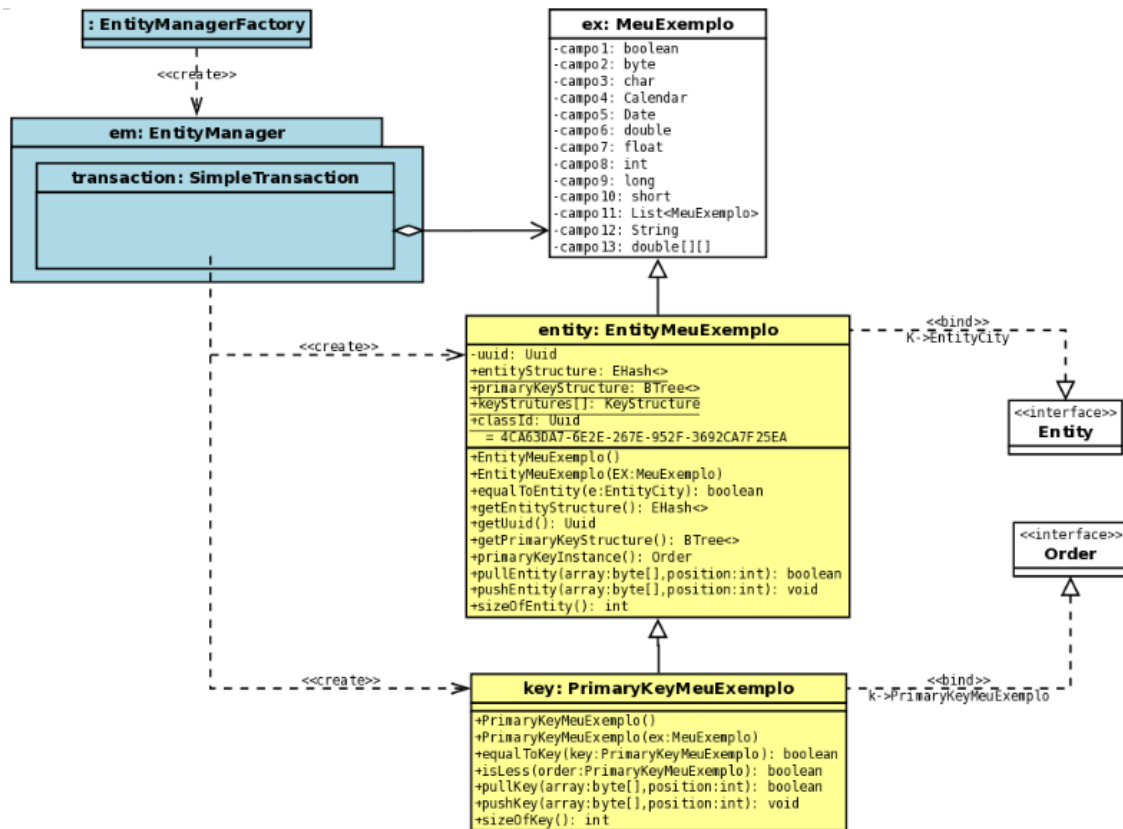 : EntityManagerFactory
<<create>>
em: EntityManager
transaction: SimpleTransaction
ex: MeuExemplo
-campo1: boolean
-campo2: byte
-campo3: char
-campo4: Calendar
-campo5: Date
-campo6: double
-campo7: float
-campo8: int
-campo9: long
-campo10: short
-campo11: List<MeuExemplo>
-campo12: String
-campo13: double[][]
<<create>>
entity: EntityMeuExemplo
-uuid: Uuid
+entityStructure: EHash<>
+primaryKeyStructure: BTree<>
+keyStrutures[]: KeyStructure
+classId: Uuid
= 4CA63DA7-6E2E-267E-952F-3692CA7F25EA
+EntityMeuExemplo()
+EntityMeuExemplo(EX:MeuExemplo)
+equalToEntity(e:EntityCity): boolean
+getEntityStructure(): EHash<>
+getUuid(): Uuid
+getPrimaryKeyStructure(): BTree<>
+primaryKeyInstance(): Order
+pullEntity(array:byte[],position:int): boolean
+pushEntity(array:byte[],position:int): void
+sizeOfEntity(): int
<<bind>>
K->EntityCity
<<interface>>
Entity
<<interface>>
Order
<<create>>
key: PrimaryKeyMeuExemplo
+PrimaryKeyMeuExemplo()
+PrimaryKeyMeuExemplo(ex:MeuExemplo)
+equalToKey(key:PrimaryKeyMeuExemplo): boolean
+isLess(order:PrimaryKeyMeuExemplo): boolean
+pullKey(array:byte[],position:int): boolean
+pushKey(array:byte[],position:int): void
+sizeOfKey(): int
<<bind>>
k->PrimaryKeyMeuExemplo